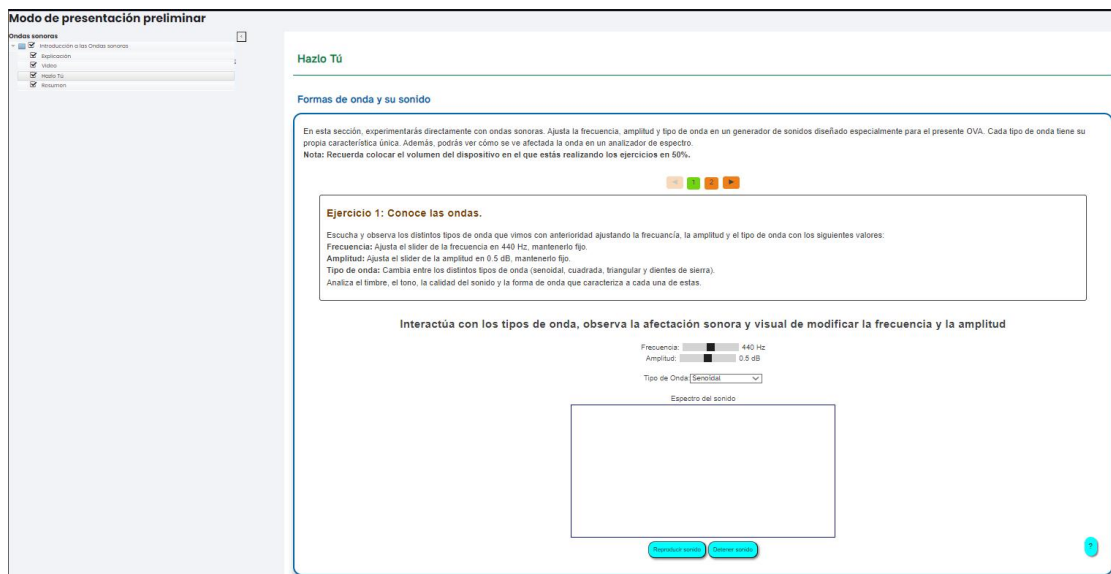 Modo de presentación preliminar
Ondas sonoras
Introducción a las Ondas sonoras
Explicación
Video
Hazlo Tú
Resumen
Hazlo Tú
Formas de onda y su sonido
En esta sección, experimentarás directamente con ondas sonoras. Ajusta la frecuencia, amplitud y tipo de onda en un generador de sonidos diseñado especialmente para el presente OVA. Cada tipo de onda tiene su
propia característica única. Además, podrás ver cómo se ve afectada la onda en un analizador de espectro.
Nota: Recuerda colocar el volumen del dispositivo en el que estás realizando los ejercicios en 50%.
1 2
Ejercicio 1: Conoce las ondas.
Escucha y observa los distintos tipos de onda que vimos con anterioridad ajustando la frecuancía, la amplitud y el tipo de onda con los siguientes valores:
Frecuencia: Ajusta el slider de la frecuencia en 440 Hz, mantenerlo fijo.
Amplitud: Ajusta el slider de la amplitud en 0.5 dB, mantenerlo fijo.
Tipo de onda: Cambia entre los distintos tipos de onda (senoidal, cuadrada, triangular y dientes de sierra).
Analiza el timbre, el tono, la calidad del sonido y la forma de onda que caracteriza a cada una de estas.
Interactúa con los tipos de onda, observa la afectación sonora y visual de modificar la frecuencia y la amplitud
Frecuencia: 440 Hz
Amplitud: 0.5 dB
Tipo de Onda: Senoidal
Espectro del sonido
Reproducir sonido Detener sonido
?